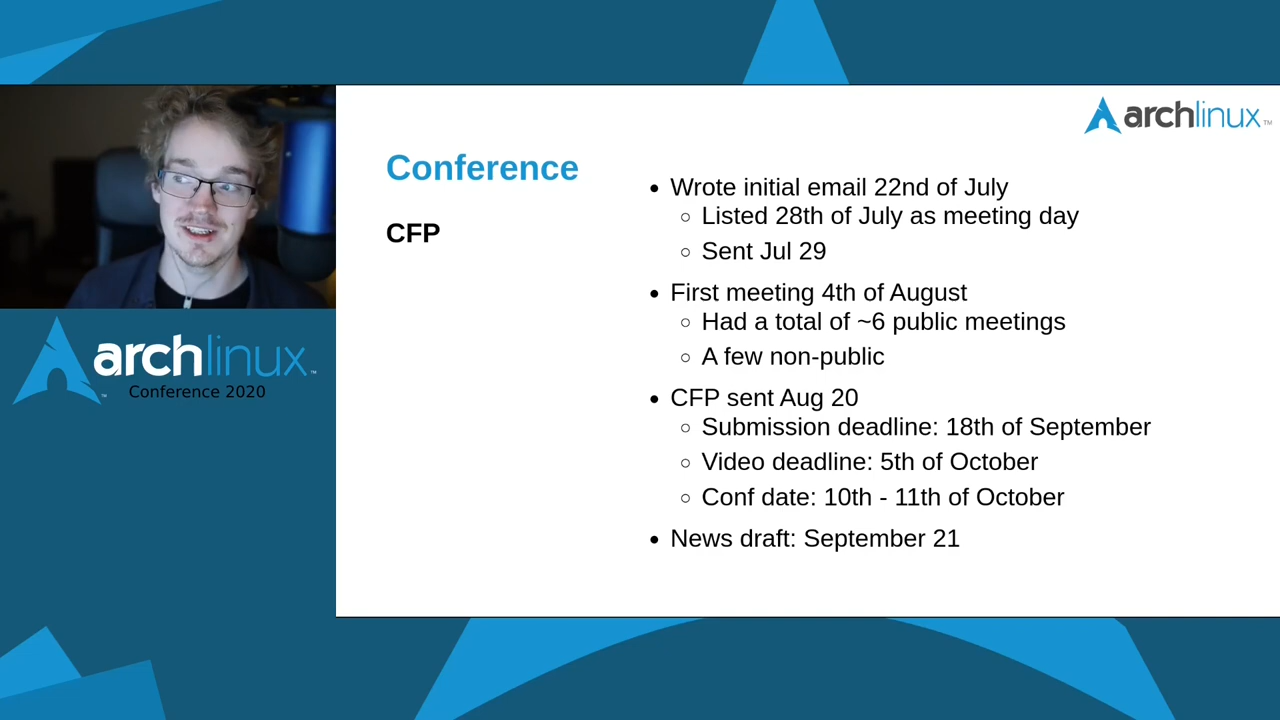 archlinux™
Conference 2020
archlinux™
Conference
CFP
• Wrote initial email 22nd of July
○ Listed 28th of July as meeting day
○ Sent Jul 29
• First meeting 4th of August
○ Had a total of ~6 public meetings
○ A few non-public
• CFP sent Aug 20
○ Submission deadline: 18th of September
○ Video deadline: 5th of October
○ Conf date: 10th - 11th of October
• News draft: September 21